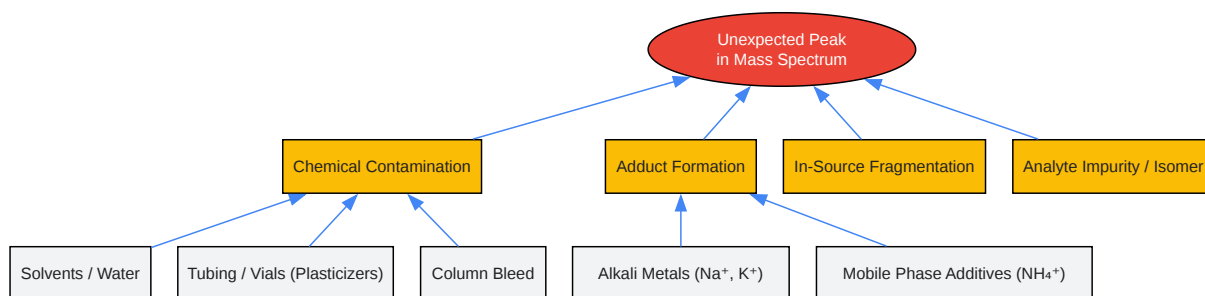 Unexpected Peak
in Mass Spectrum
Chemical Contamination
Adduct Formation
In-Source Fragmentation
Analyte Impurity / Isomer
Solvents / Water
Tubing / Vials (Plasticizers)
Column Bleed
Alkali Metals (Na⁺, K⁺)
Mobile Phase Additives (NH₄⁺)